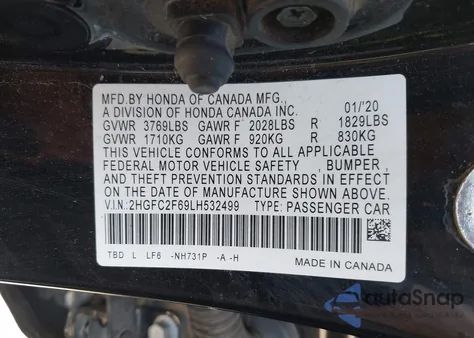 MFD.BY HONDA OF CANADA MFG.,
A DIVISION OF HONDA CANADA INC. 01/'20
GVWR 3769LBS GAWR F 2028LBS R 1829LBS
GVWR 1710KG GAWR F 920KG R 830KG
THIS VEHICLE CONFORMS TO ALL APPLICABLE
FEDERAL MOTOR VEHICLE SAFETY , BUMPER ,
AND THEFT PREVENTION STANDARDS IN EFFECT
ON THE DATE OF MANUFACTURE SHOWN ABOVE.
V.I.N.:2HGFC2F69LH532499 TYPE: PASSENGER CAR
TBD L LF6 -NH731P -A-H
MADE IN CANADA
autoSnap